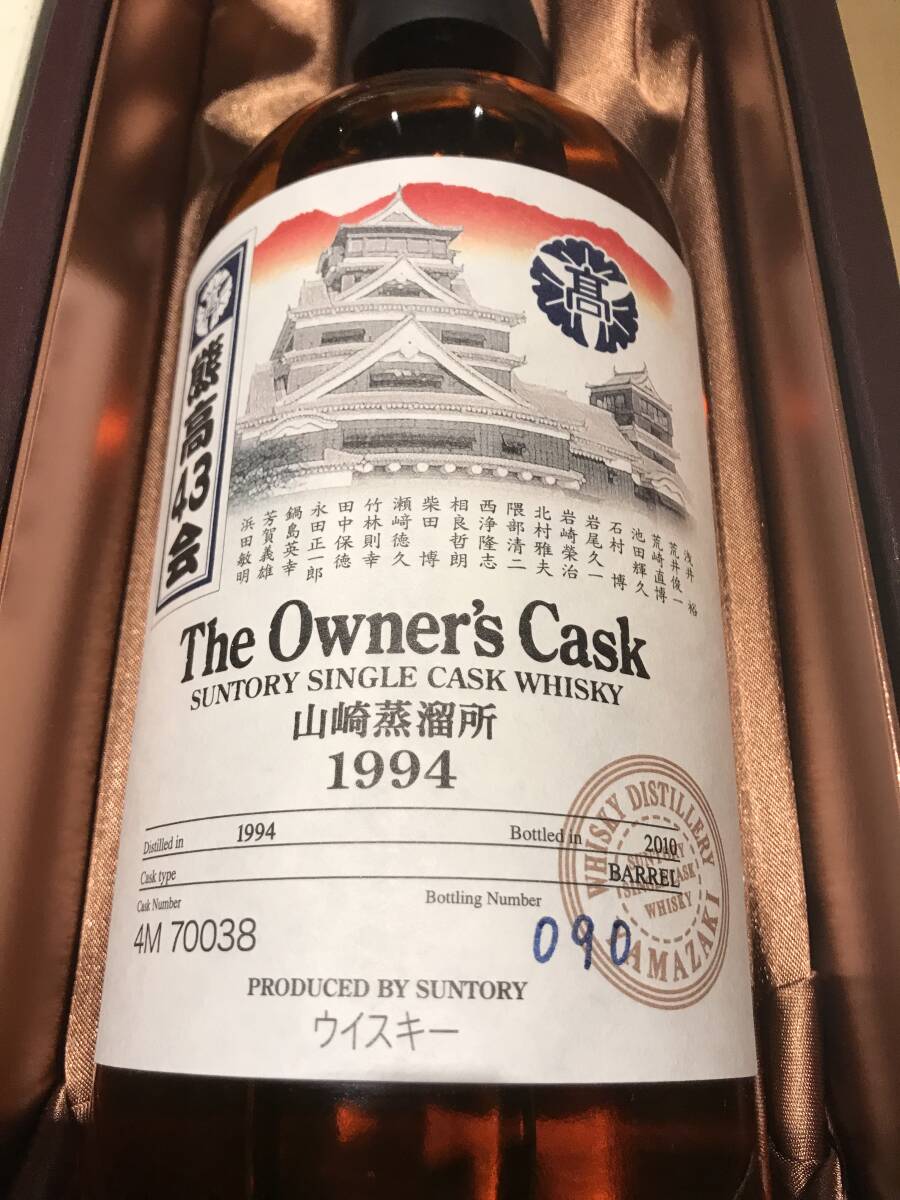 高
熊高43会
浅井　裕
荒井俊一
荒崎直博
池田輝久
石村　博
岩尾久一
岩崎榮治
北村雅夫
隈部清二
西浄隆志
相良哲朗
柴田　博
瀬﨑徳久
竹林則幸
田中保徳
永田正一郎
鍋島英幸
芳賀義雄
浜田敏明
The Owner's Cask
SUNTORY SINGLE CASK WHISKY
山崎蒸溜所
1994
Distilled in 1994 Bottled in 2010
Cask type BARREL
Cask Number 4M 70038
Bottling Number 090
WHISKY DISTILLERY YAMAZAKI
SUNTORY SINGLE CASK WHISKY
PRODUCED BY SUNTORY
ウイスキー